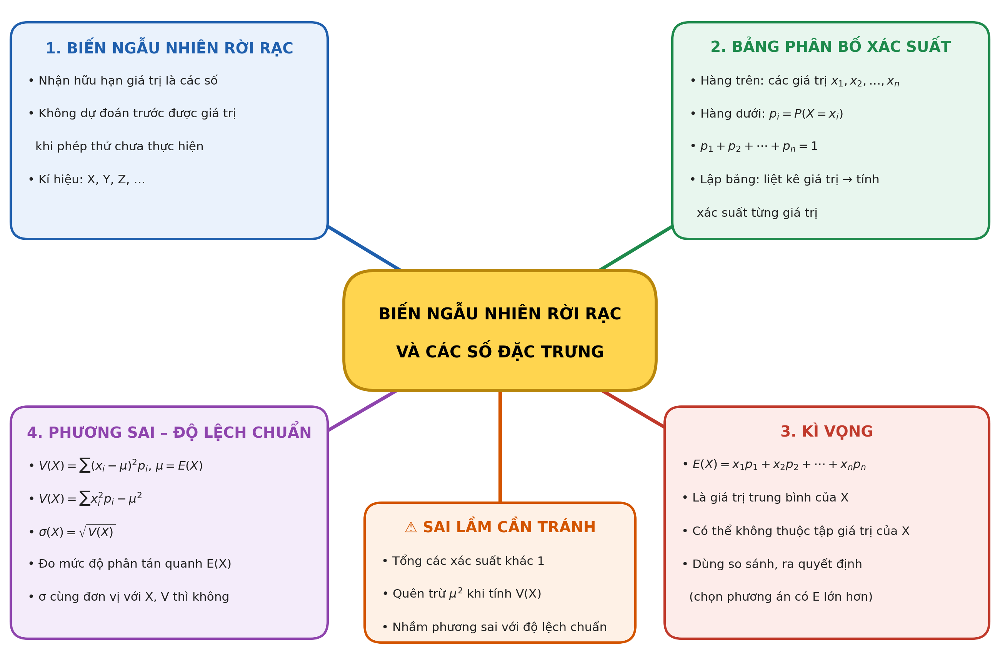 1. BIẾN NGẪU NHIÊN RỜI RẠC
• Nhận hữu hạn giá trị là các số
• Không dự đoán trước được giá trị
khi phép thử chưa thực hiện
• Kí hiệu: X, Y, Z, …
2. BẢNG PHÂN BỐ XÁC SUẤT
• Hàng trên: các giá trị x₁, x₂, …, xₙ
• Hàng dưới: pᵢ = P(X = xᵢ)
• p₁ + p₂ + ⋯ + pₙ = 1
• Lập bảng: liệt kê giá trị → tính
xác suất từng giá trị
BIẾN NGẪU NHIÊN RỜI RẠC
VÀ CÁC SỐ ĐẶC TRƯNG
4. PHƯƠNG SAI – ĐỘ LỆCH CHUẨN
• V(X) = ∑(xᵢ − μ)²pᵢ, μ = E(X)
• V(X) = ∑xᵢ²pᵢ − μ²
• σ(X) = √V(X)
• Đo mức độ phân tán quanh E(X)
• σ cùng đơn vị với X, V thì không
⚠ SAI LẦM CẦN TRÁNH
• Tổng các xác suất khác 1
• Quên trừ μ² khi tính V(X)
• Nhầm phương sai với độ lệch chuẩn
3. KÌ VỌNG
• E(X) = x₁p₁ + x₂p₂ + ⋯ + xₙpₙ
• Là giá trị trung bình của X
• Có thể không thuộc tập giá trị của X
• Dùng so sánh, ra quyết định
(chọn phương án có E lớn hơn)